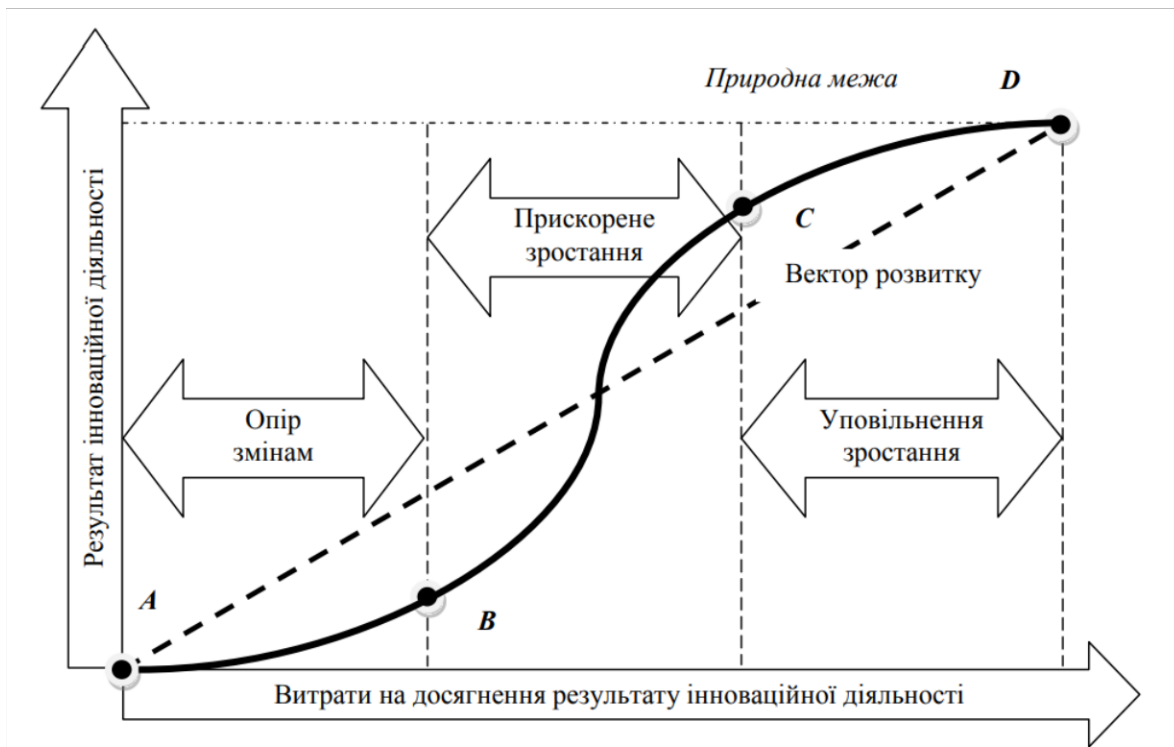 Природна межа
D
Результат інноваційної діяльності
Прискорене
зростання
C
Вектор розвитку
Опір
змінам
Уповільнення
зростання
A
B
Витрати на досягнення результату інноваційної діяльності